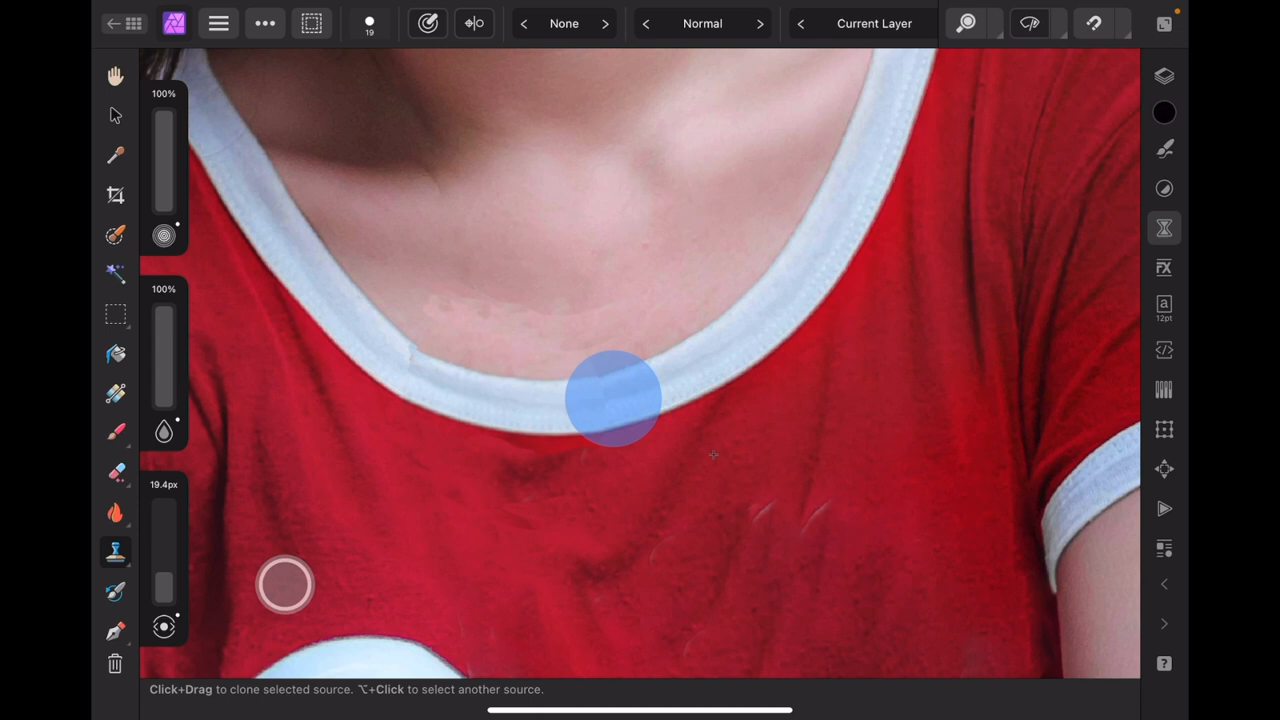 19
None
Normal
Current Layer
100%
100%
19.4px
a
12pt
FX
?
Click+Drag to clone selected source. ⌥+Click to select another source.